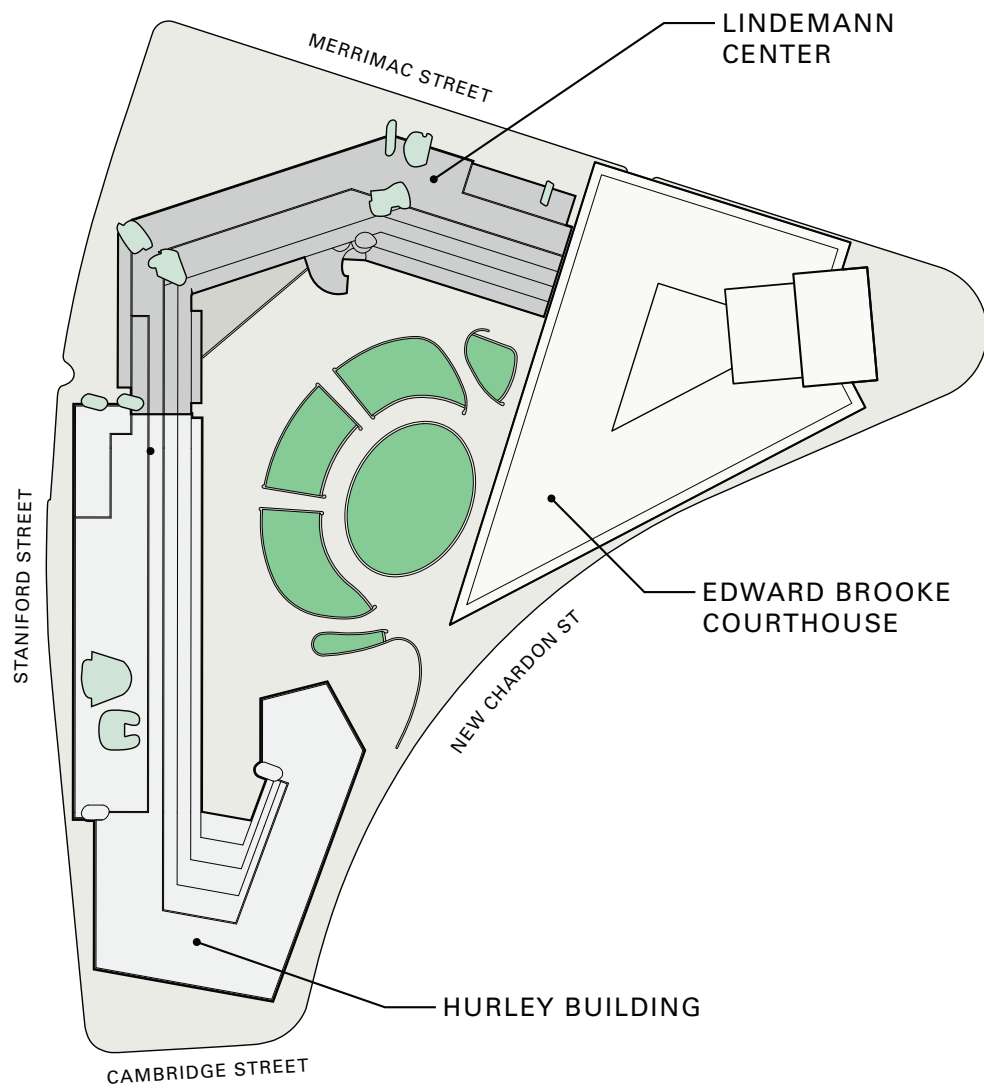 LINDEMANN
CENTER
MERRIMAC STREET
STANIFORD STREET
EDWARD BROOKE
COURTHOUSE
NEW CHARDON ST
HURLEY BUILDING
CAMBRIDGE STREET